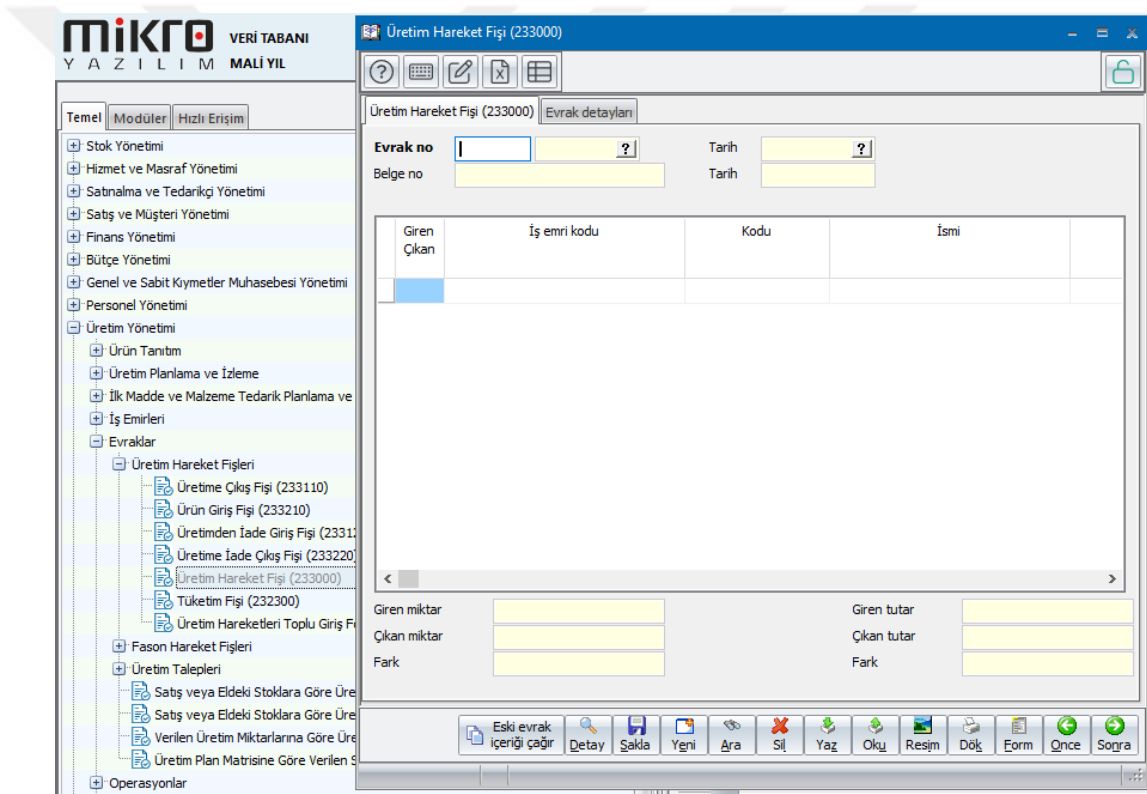 mikro
YAZILIM
VERİ TABANI
MALİ YIL
Temel Modüler Hızlı Erişim
Stok Yönetimi
Hizmet ve Masraf Yönetimi
Satınalma ve Tedarikçi Yönetimi
Satış ve Müşteri Yönetimi
Finans Yönetimi
Bütçe Yönetimi
Genel ve Sabit Kıymetler Muhasebesi Yönetimi
Personel Yönetimi
Üretim Yönetimi
Ürün Tanıtım
Üretim Planlama ve İzleme
İlk Madde ve Malzeme Tedarik Planlama ve
İş Emirleri
Evraklar
Üretim Hareket Fişleri
Üretime Çıkış Fişi (233110)
Ürün Giriş Fişi (233210)
Üretimden İade Giriş Fişi (2331
Üretime İade Çıkış Fişi (233220)
Üretim Hareket Fişi (233000)
Tüketim Fişi (232300)
Üretim Hareketleri Toplu Giriş F
Fason Hareket Fişleri
Üretim Talepleri
Satış veya Eldeki Stoklara Göre Üre
Satış veya Eldeki Stoklara Göre Üre
Verilen Üretim Miktarlarına Göre Üre
Üretim Plan Matrisine Göre Verilen S
Operasyonlar
Üretim Hareket Fişi (233000)
Üretim Hareket Fişi (233000) Evrak detayları
Evrak no ? Tarih ?
Belge no Tarih
Giren Çıkan İş emri kodu Kodu İsmi
Giren miktar Giren tutar
Çıkan miktar Çıkan tutar
Fark Fark
Eski evrak içeriği çağır Detay Sakla Yeni Ara Sil Yaz Oku Resim Dök Form Önce Sonra